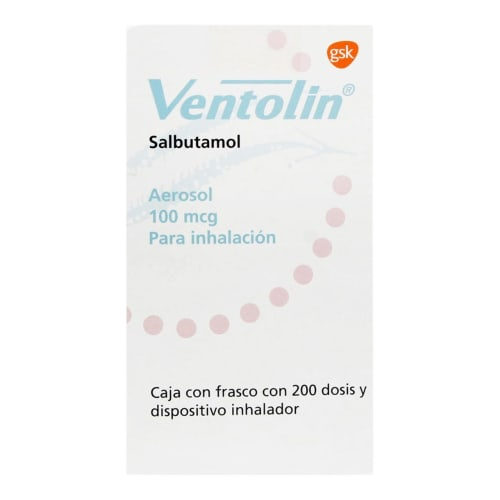 gsk
Ventolin®
Salbutamol
Aerosol
100 mcg
Para inhalación
Caja con frasco con 200 dosis y
dispositivo inhalador